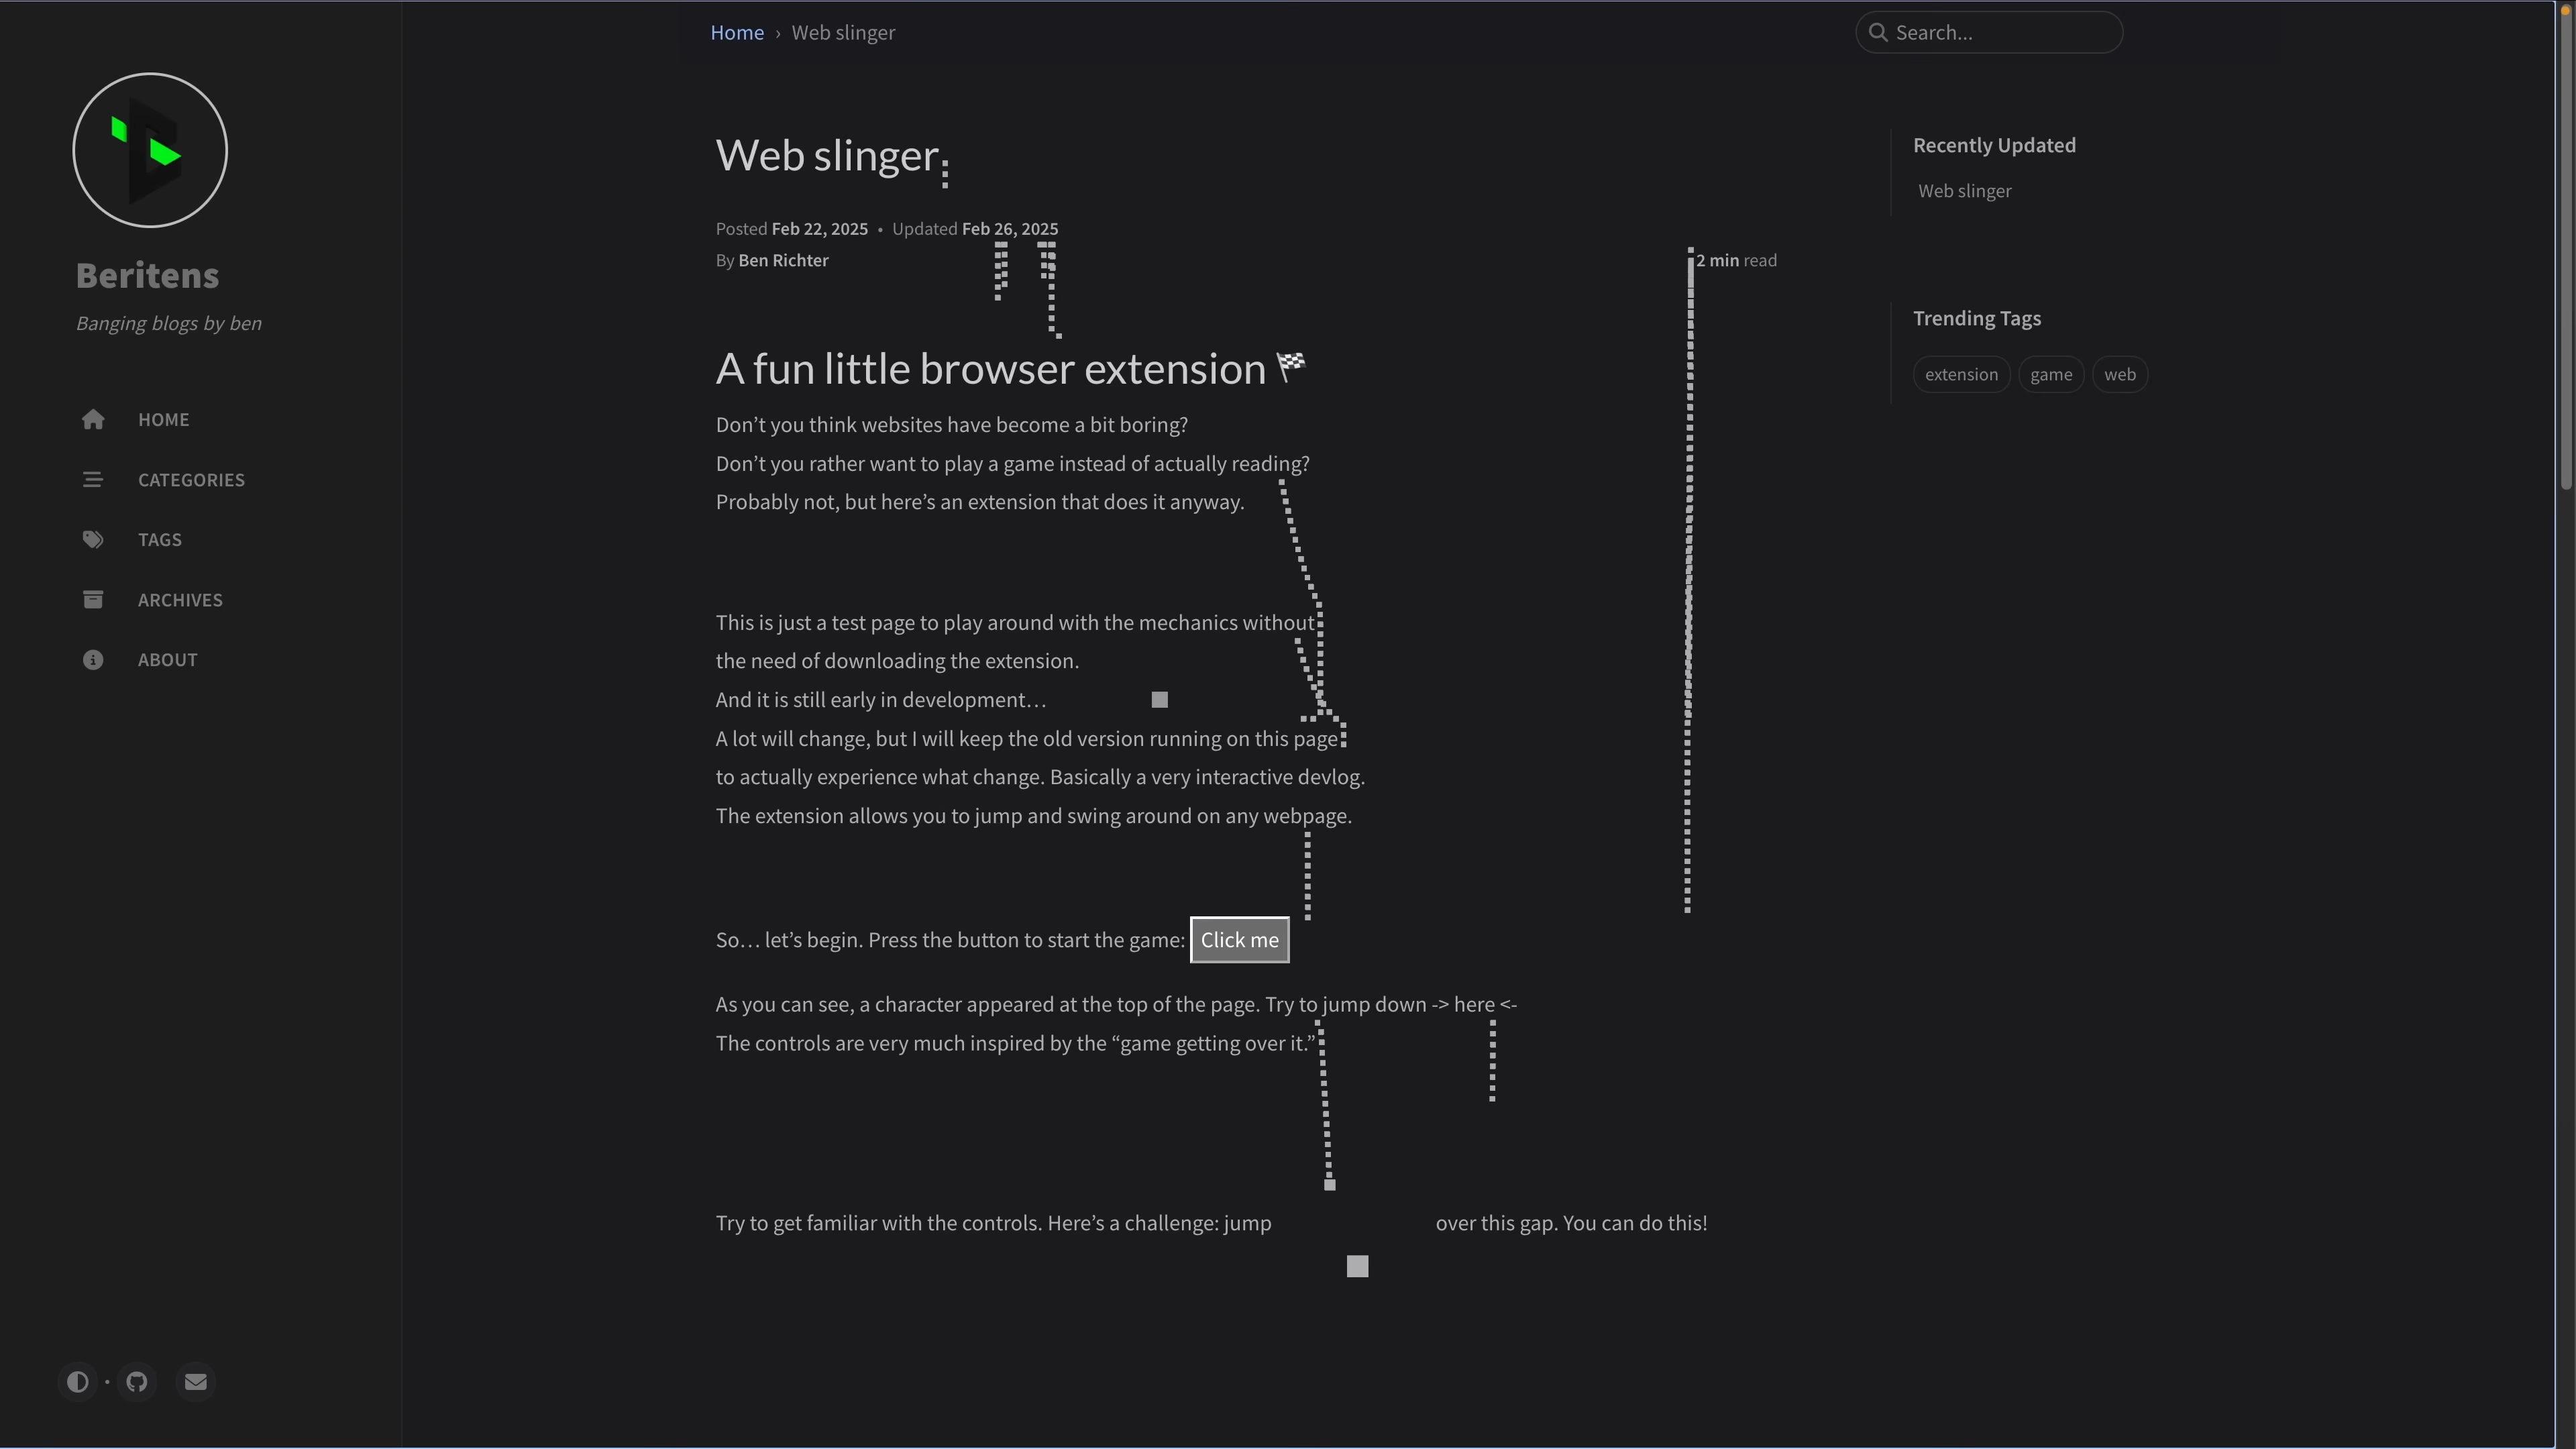 Home › Web slinger
Search...
Beritens
Banging blogs by ben
HOME
CATEGORIES
TAGS
ARCHIVES
ABOUT
Web slinger
Posted Feb 22, 2025 • Updated Feb 26, 2025
By Ben Richter
2 min read
A fun little browser extension
Don’t you think websites have become a bit boring?
Don’t you rather want to play a game instead of actually reading?
Probably not, but here’s an extension that does it anyway.
This is just a test page to play around with the mechanics without
the need of downloading the extension.
And it is still early in development…
A lot will change, but I will keep the old version running on this page
to actually experience what change. Basically a very interactive devlog.
The extension allows you to jump and swing around on any webpage.
So… let’s begin. Press the button to start the game: Click me
As you can see, a character appeared at the top of the page. Try to jump down -> here <-
The controls are very much inspired by the “game getting over it.”
Try to get familiar with the controls. Here’s a challenge: jump over this gap. You can do this!
Recently Updated
Web slinger
Trending Tags
extension game web